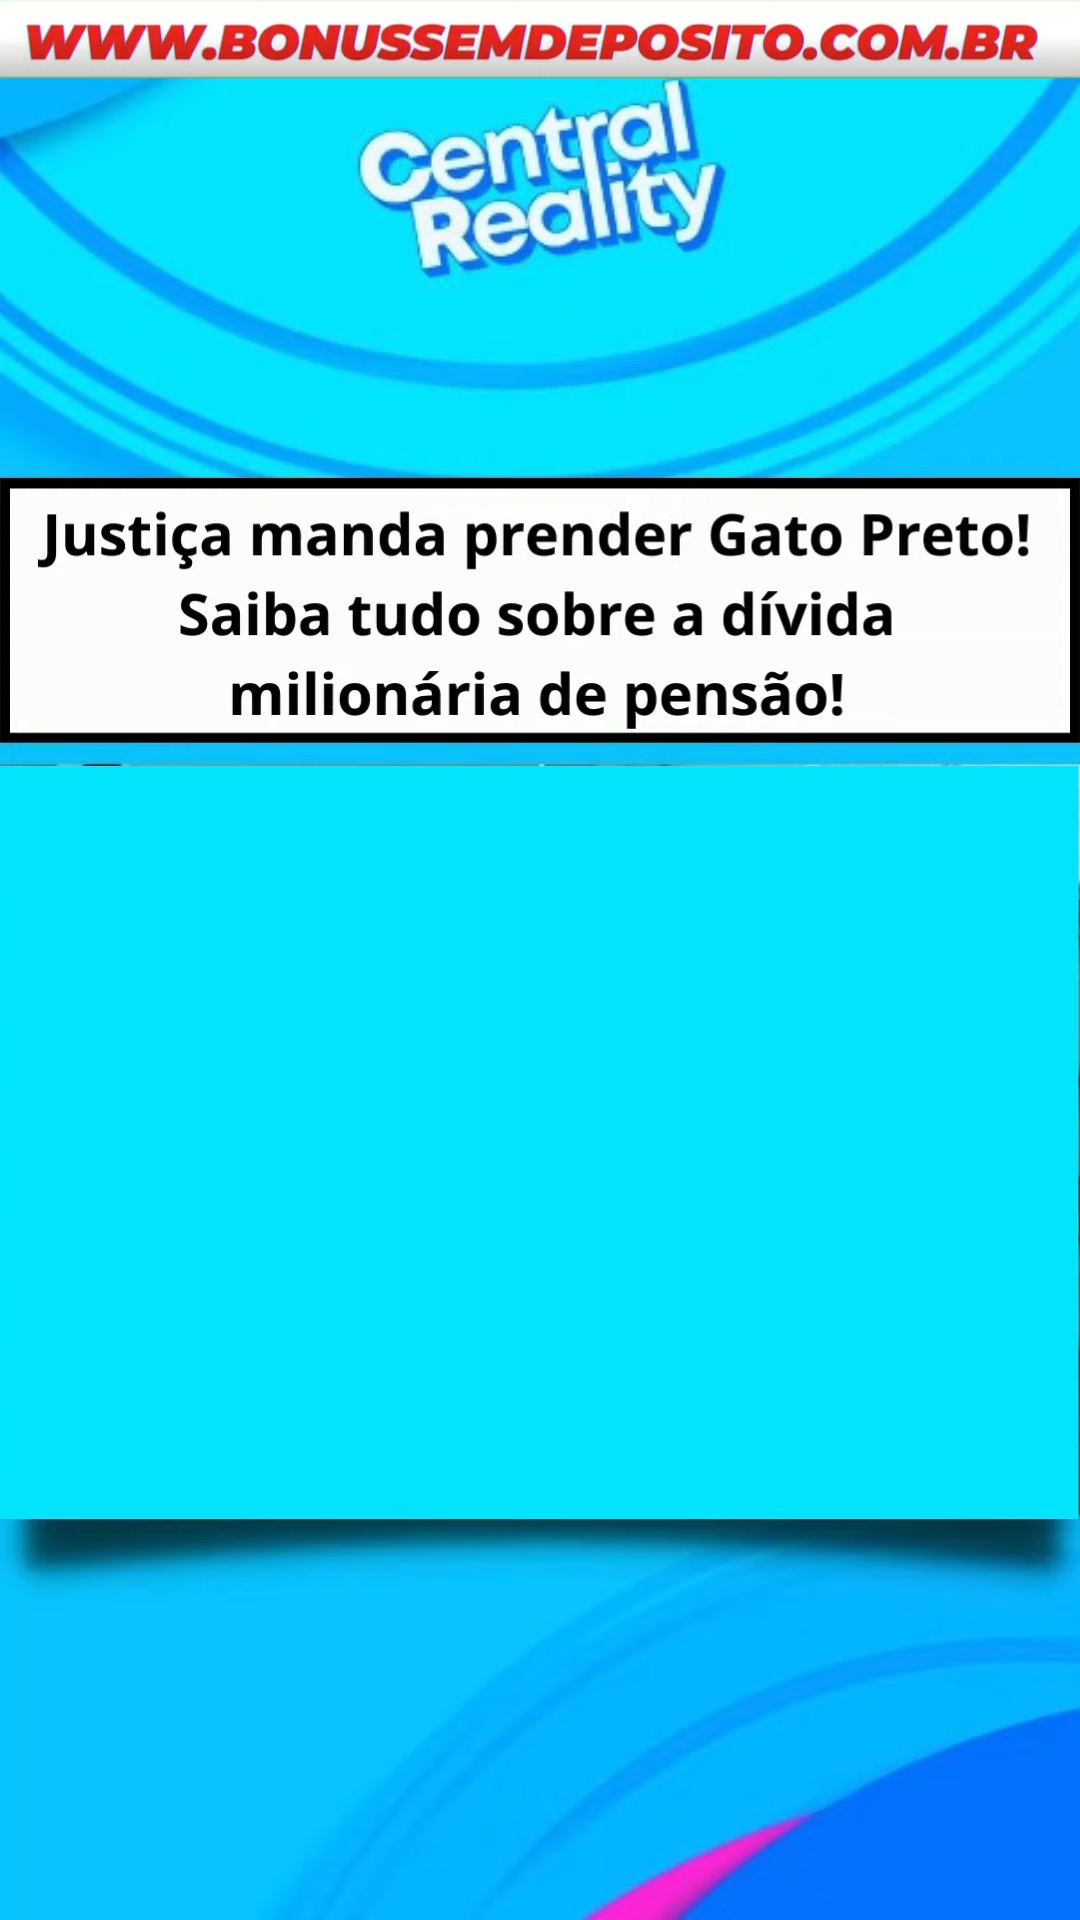 WWW.BONUSSEMDEPOSITO.COM.BR
Central
Reality
Justiça manda prender Gato Preto!
Saiba tudo sobre a dívida
milionária de pensão!